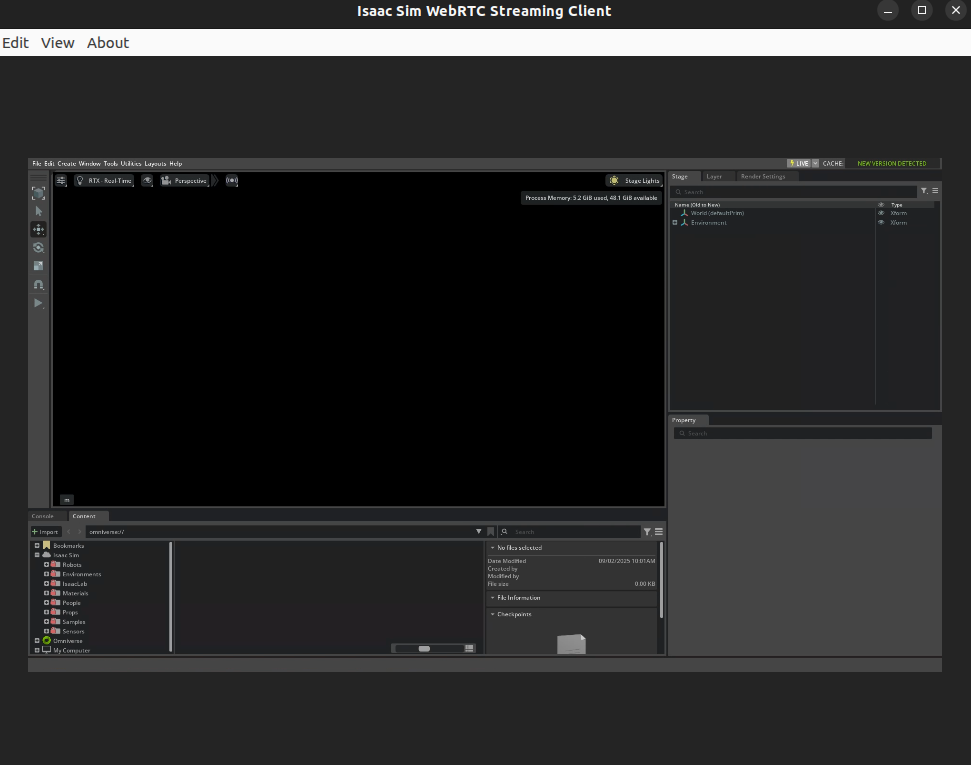 Isaac Sim WebRTC Streaming Client
Edit View About
File Edit Create Window Tools Utilities Layouts Help
LIVE CACHE: NEW VERSION DETECTED
RTX - Real-Time Perspective Stage Lights
Process Memory: 5.2 GiB used, 48.1 GiB available
m
Stage Layer Render Settings
Search
Name (Old to New) Type
World (defaultPrim) Xform
Environment Xform
Property
Search
Console Content
Import omniverse:// Search
Bookmarks
Isaac Sim
Robots
Environments
IsaacLab
Materials
People
Props
Samples
Sensors
Omniverse
My Computer
No files selected
Date Modified 09/02/2025 10:01AM
Created by
Modified by
File size 0.00 KB
File Information
Checkpoints